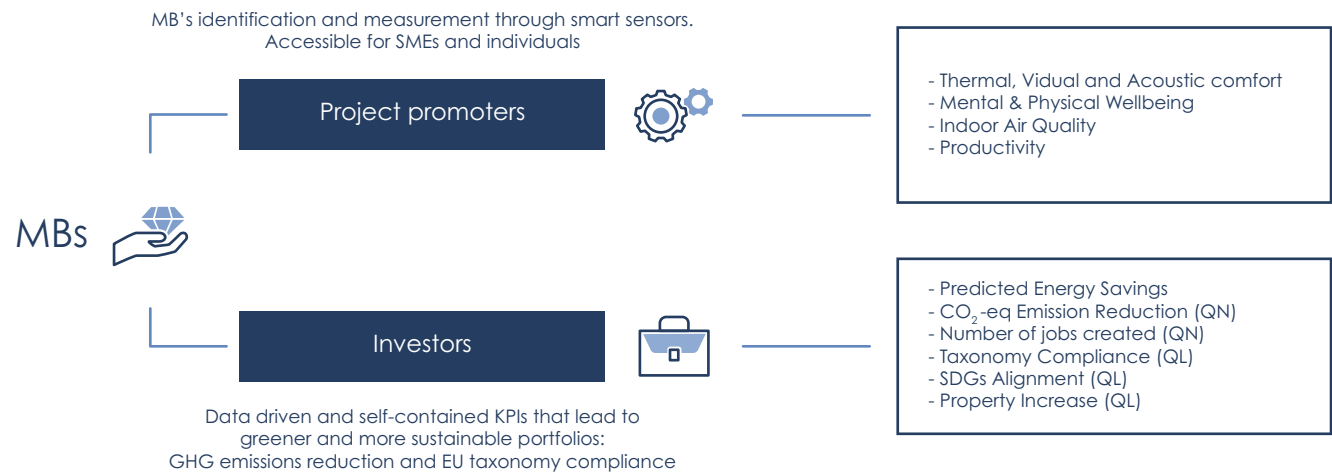 MB's identification and measurement through smart sensors.
Accessible for SMEs and individuals
Project promoters
- Thermal, Vidual and Acoustic comfort
- Mental & Physical Wellbeing
- Indoor Air Quality
- Productivity
MBs
Investors
- Predicted Energy Savings
- CO₂-eq Emission Reduction (QN)
- Number of jobs created (QN)
- Taxonomy Compliance (QL)
- SDGs Alignment (QL)
- Property Increase (QL)
Data driven and self-contained KPIs that lead to
greener and more sustainable portfolios:
GHG emissions reduction and EU taxonomy compliance